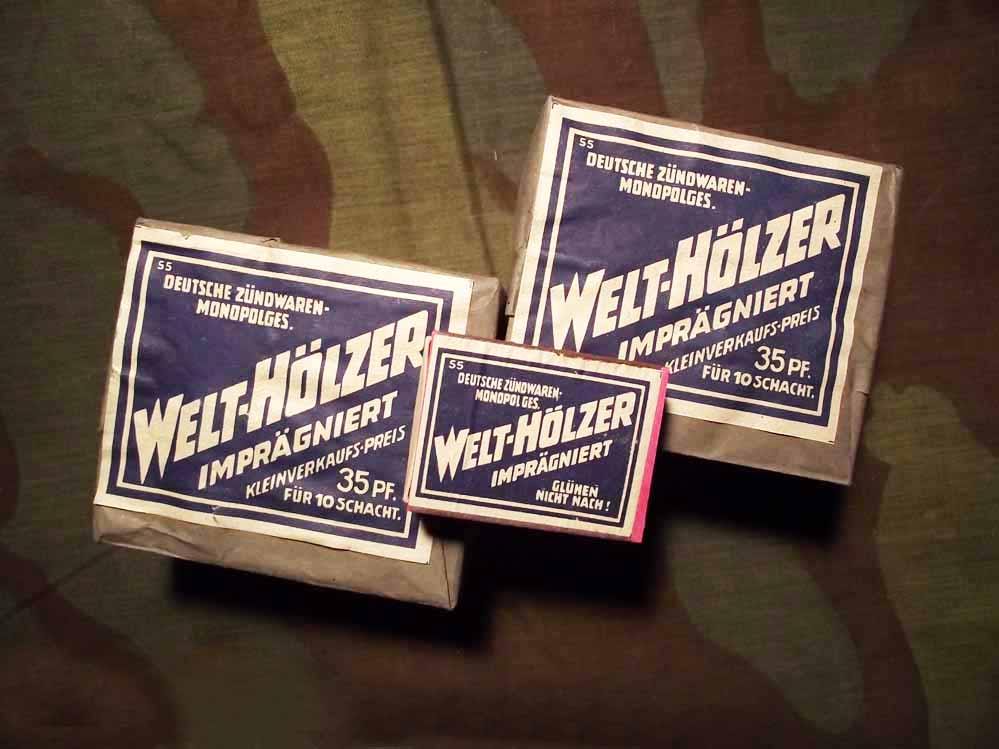 55
DEUTSCHE ZÜNDWAREN-
MONOPOLGES.
WELT-HÖLZER
IMPRÄGNIERT
KLEINVERKAUFS-PREIS
35 PF.
FÜR 10 SCHACHT.
55
DEUTSCHE ZÜNDWAREN-
MONOPOLGES.
WELT-HÖLZER
IMPRÄGNIERT
KLEINVERKAUFS-PREIS
35 PF.
FÜR 10 SCHACHT.
55
DEUTSCHE ZÜNDWAREN-
MONOPOLGES.
WELT-HÖLZER
IMPRÄGNIERT
GLÜHEN
NICHT NACH!